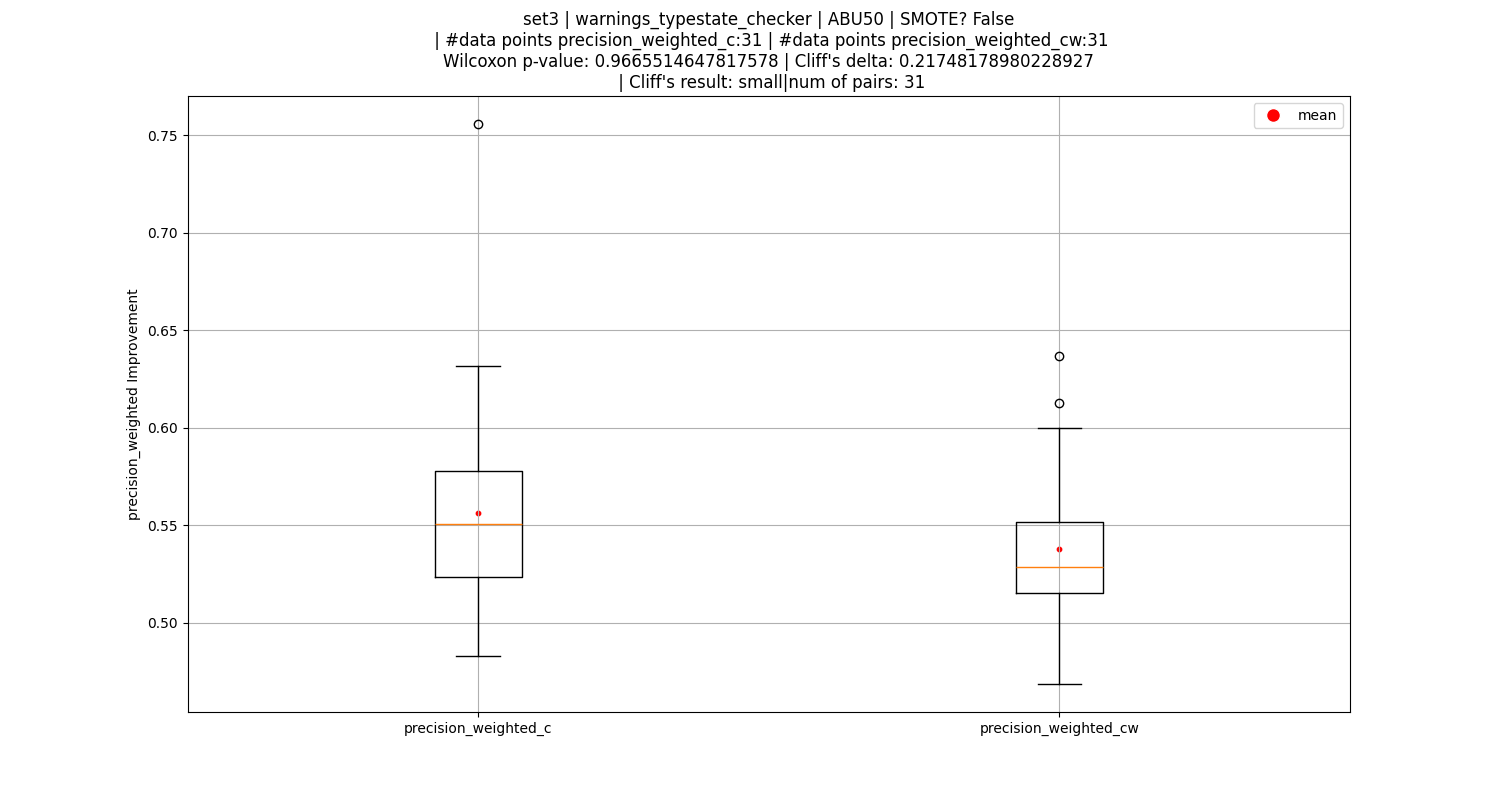 set3 | warnings_typestate_checker | ABU50 | SMOTE? False
| #data points precision_weighted_c:31 | #data points precision_weighted_cw:31
Wilcoxon p-value: 0.9665514647817578 | Cliff's delta: 0.21748178980228927
| Cliff's result: small|num of pairs: 31
mean
0.75
0.70
0.65
0.60
0.55
0.50
precision_weighted Improvement
precision_weighted_c
precision_weighted_cw